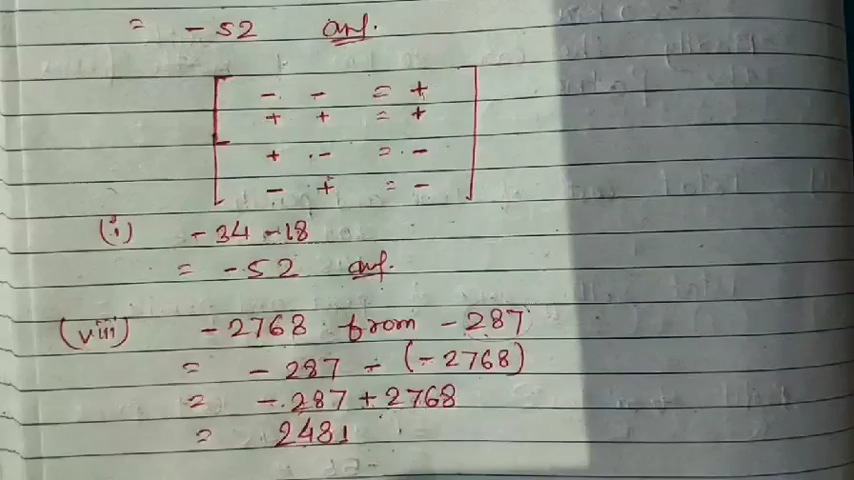 = -52 ans.
- - = +
+ + = +
+ - = -
- + = -
(i) -34 -18
= -52 ans.
(viii) -2768 from -287
= -287 - (-2768)
= -287 + 2768
= 2481